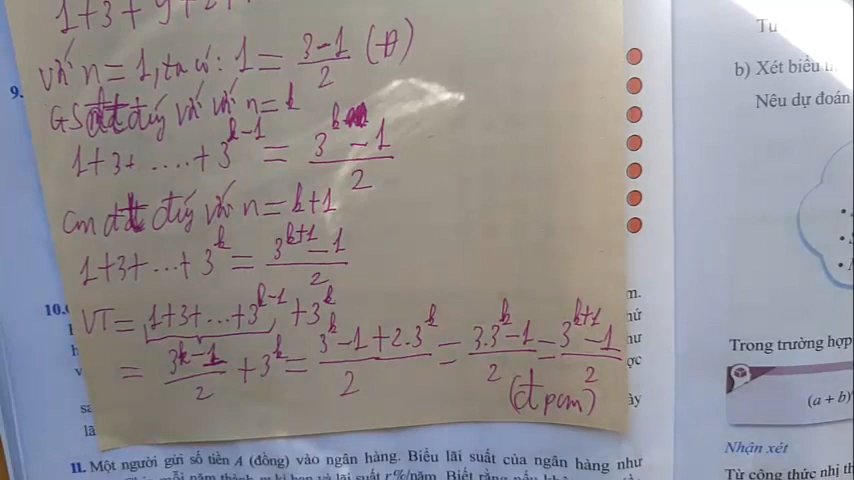 1+3+9+2
Với n=1, ta có: 1 = (3-1)/2 (Đ)
9.
GS đt đúng với với n=k
1+3+....+3^{k-1} = (3^k - 1)/2
Cm đt đúng với n=k+1
1+3+...+3^k = (3^{k+1} - 1)/2
10.
VT = 1+3+...+3^{k-1} + 3^k
= (3^k - 1)/2 + 3^k = (3^k - 1 + 2.3^k)/2 = (3.3^k - 1)/2 = (3^{k+1} - 1)/2
(đpcm)
11. Một người gửi số tiền A (đồng) vào ngân hàng. Biểu lãi suất của ngân hàng như
b) Xét biểu
Nêu dự đoán
Trong trường hợp
(a + b)
Nhận xét
Từ công thức nhị th